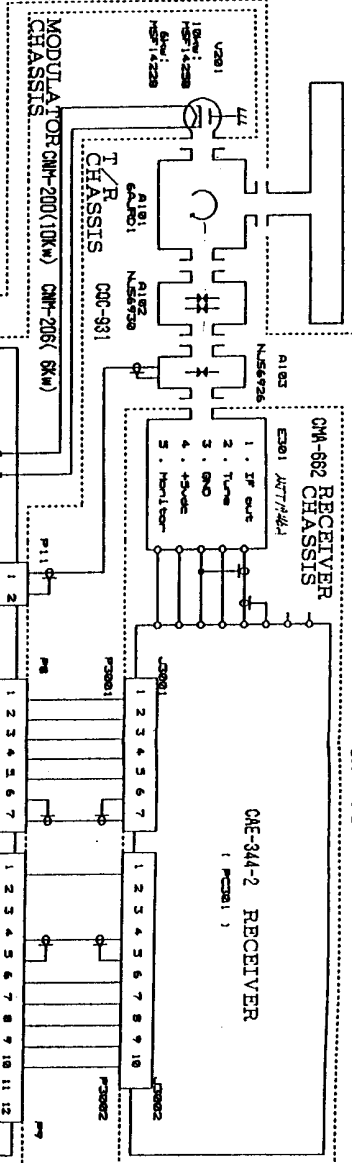 V201
10kw:
MSF1425B
6kw:
MSF1422B
MODULATOR
CHASSIS
CNM-200(10Kw)
CNM-206( 6Kw)
T/R
CHASSIS
CQC-931
A101
6AJRD1
A102
NJS6930
A103
NJS6926
CMA-662 RECEIVER
CHASSIS
E301
1. IF out
2. Tune
3. GND
4. +5vdc
5. Monitor
CAE-344-2 RECEIVER
( PC301 )
J3001
1 2 3 4 5 6 7
P3001
J3002
1 2 3 4 5 6 7 8 9 10
P3002
P11
1 2
P8
1 2 3 4 5 6 7
P9
1 2 3 4 5 6 7 8 9 10 11 12